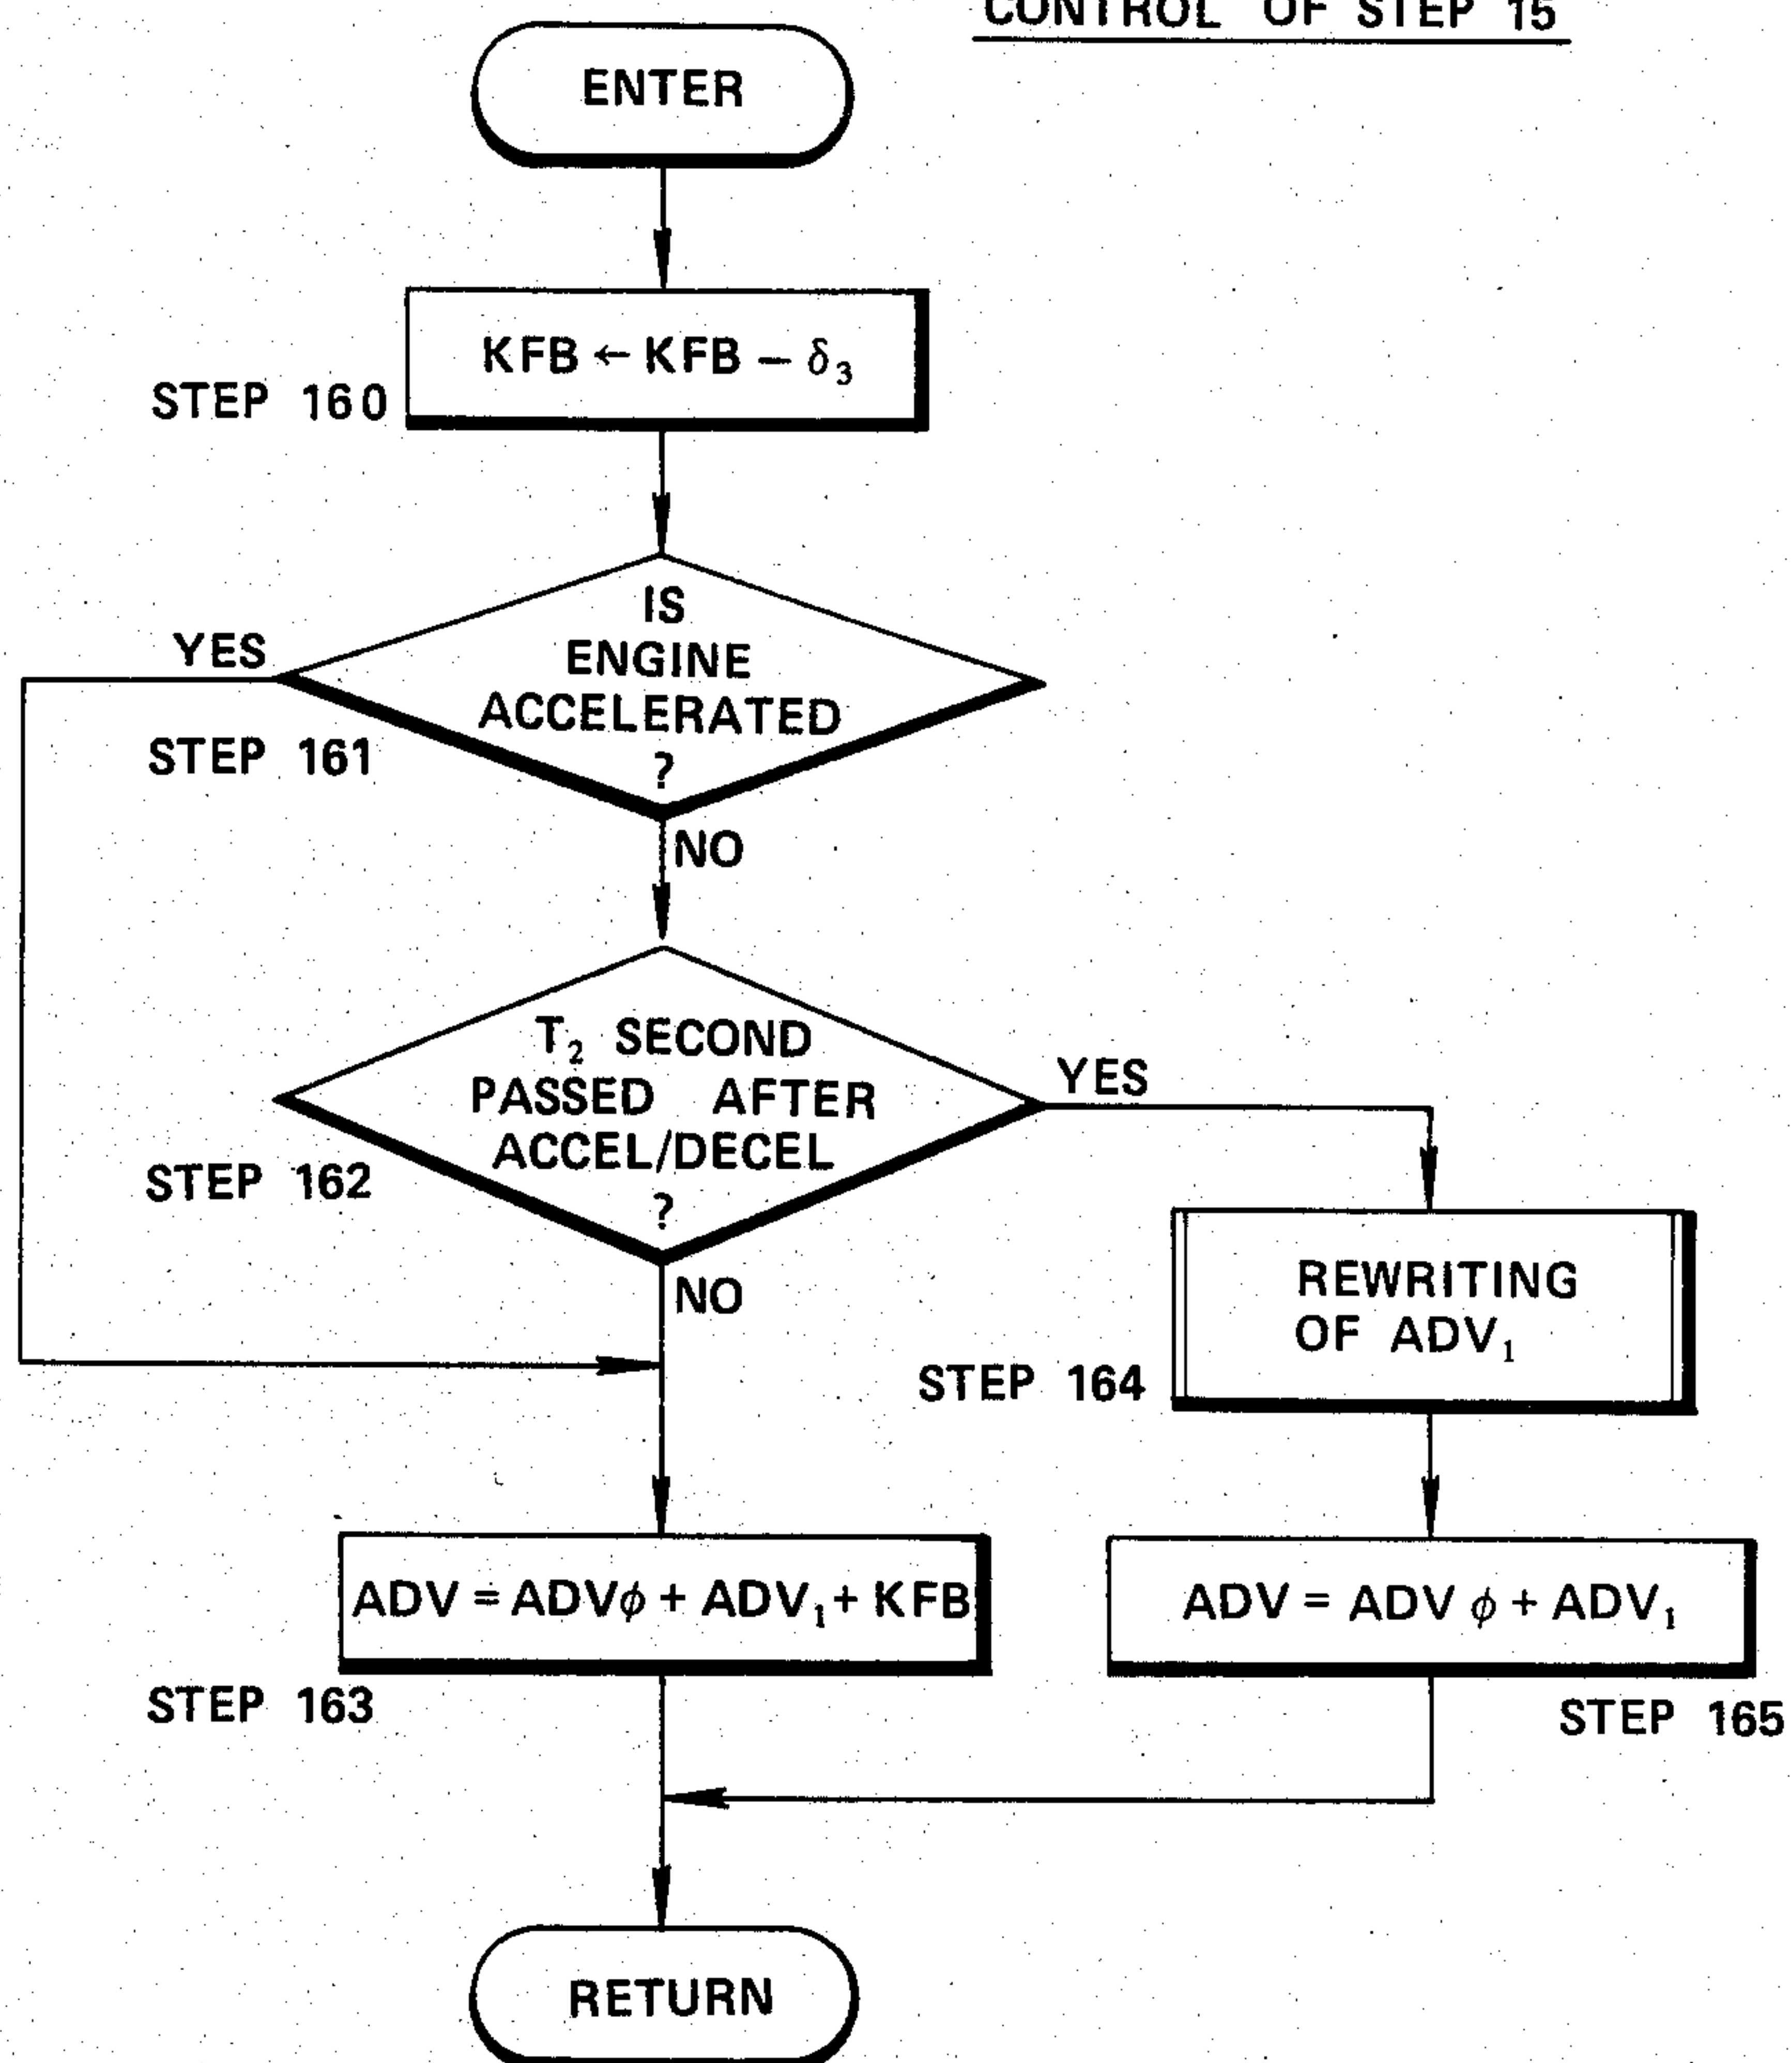 CONTROL OF STEP 15
ENTER
KFB ← KFB − δ₃
STEP 160
IS
ENGINE
ACCELERATED
?
YES
STEP 161
NO
T₂ SECOND
PASSED AFTER
ACCEL/DECEL
?
YES
STEP 162
NO
REWRITING
OF ADV₁
STEP 164
ADV = ADVϕ + ADV₁ + KFB
STEP 163
ADV = ADV ϕ + ADV₁
STEP 165
RETURN